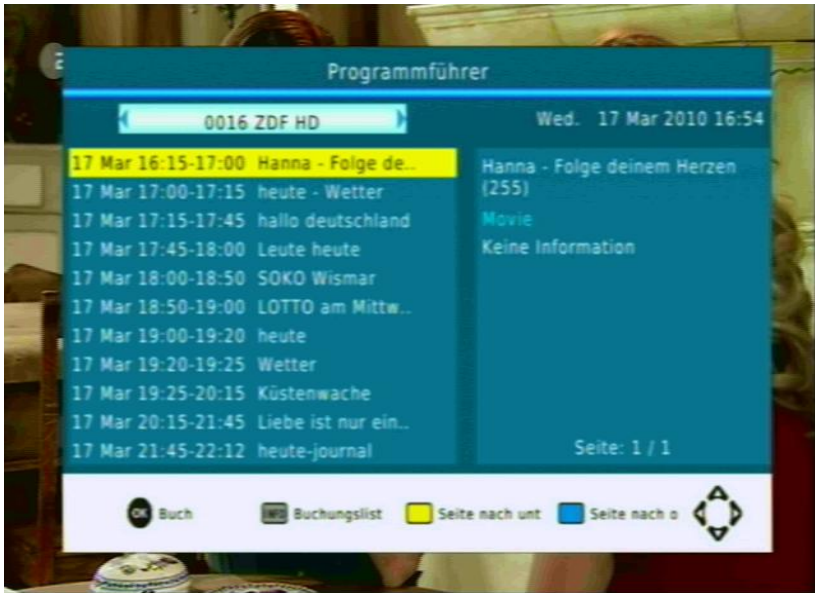 Programmführer
0016 ZDF HD
Wed. 17 Mar 2010 16:54
17 Mar 16:15-17:00 Hanna - Folge de..
17 Mar 17:00-17:15 heute - Wetter
17 Mar 17:15-17:45 hallo deutschland
17 Mar 17:45-18:00 Leute heute
17 Mar 18:00-18:50 SOKO Wismar
17 Mar 18:50-19:00 LOTTO am Mittw..
17 Mar 19:00-19:20 heute
17 Mar 19:20-19:25 Wetter
17 Mar 19:25-20:15 Küstenwache
17 Mar 20:15-21:45 Liebe ist nur ein..
17 Mar 21:45-22:12 heute-journal
Hanna - Folge deinem Herzen
(255)
Movie
Keine Information
Seite: 1 / 1
OK Buch INFO Buchungslist Seite nach unt Seite nach o